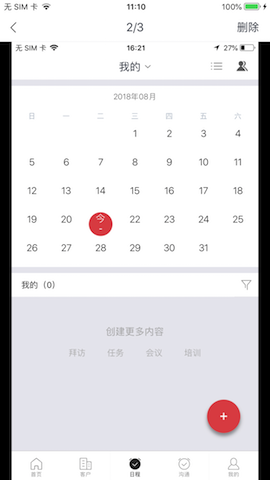 无 SIM 卡 11:10 100%
2/3 删除
无 SIM 卡 16:21 27%
我的
2018年08月
日 一 二 三 四 五 六
1 2 3 4
5 6 7 8 9 10 11
12 13 14 15 16 17 18
19 20 今 22 23 24 25
26 27 28 29 30 31
我的（0）
创建更多内容
拜访 任务 会议 培训
+
首页 客户 日程 沟通 我的